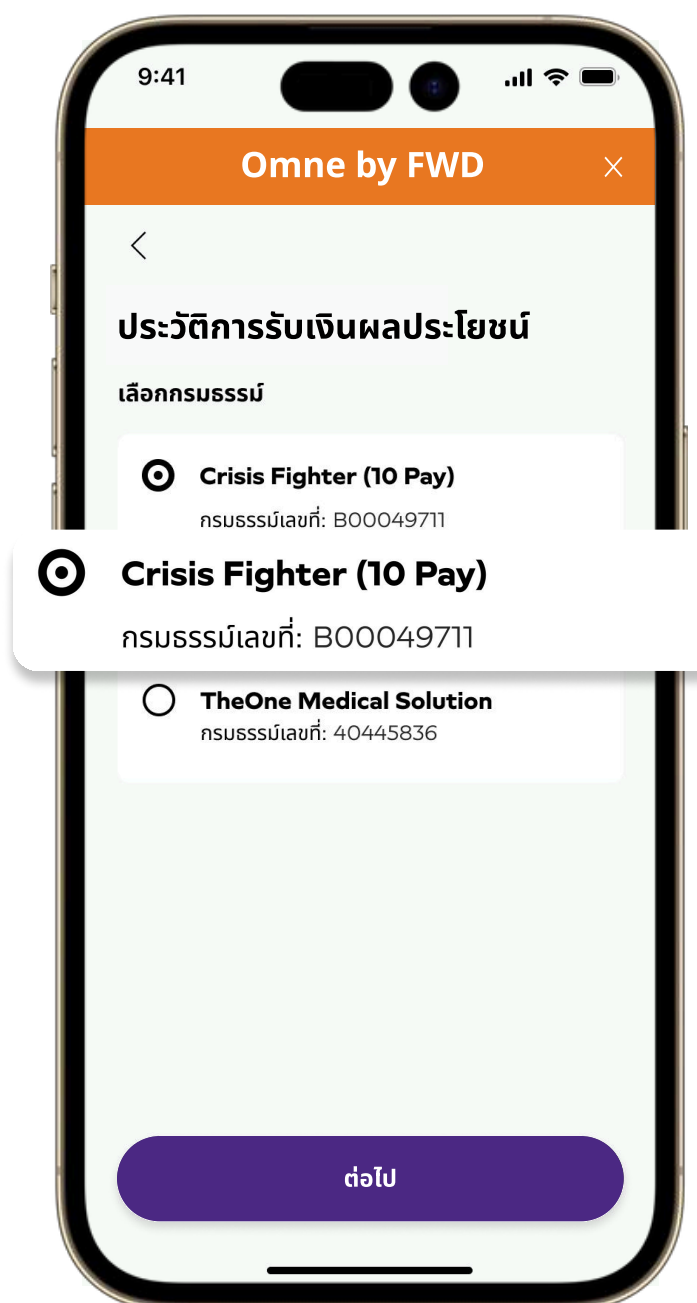 9:41
Omne by FWD
ประวัติการรับเงินผลประโยชน์
เลือกกรมธรรม์
Crisis Fighter (10 Pay)
กรมธรรม์เลขที่: B00049711
Crisis Fighter (10 Pay)
กรมธรรม์เลขที่: B00049711
TheOne Medical Solution
กรมธรรม์เลขที่: 40445836
ต่อไป